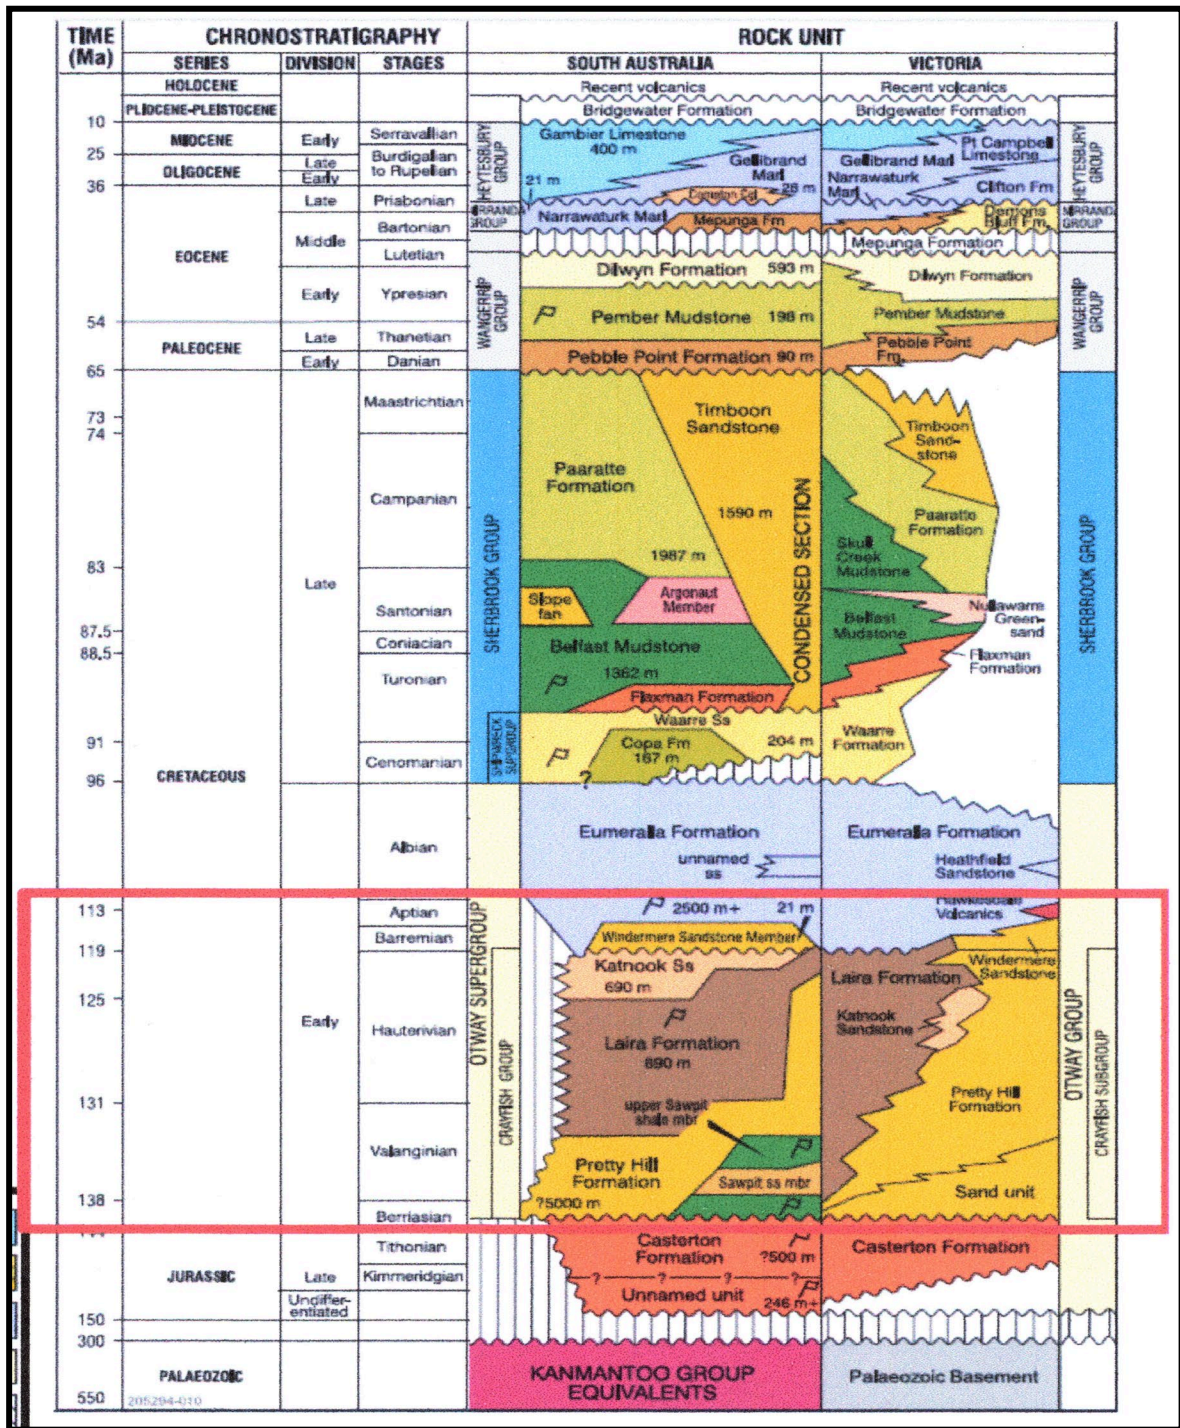 TIME
(Ma)
CHRONOSTRATIGRAPHY
ROCK UNIT
SERIES
DIVISION
STAGES
SOUTH AUSTRALIA
VICTORIA
HOLOCENE
Recent volcanics
Recent volcanics
PLIOCENE-PLEISTOCENE
Bridgewater Formation
Bridgewater Formation
10
MIOCENE
Early
Serravallian
Gambier Limestone
400 m
Pt Campbell
Limestone
25
OLIGOCENE
Late
Early
Burdigalian
to Rupelian
Gellibrand
Marl
Gellibrand Marl
Narrawaturk
Marl
Clifton Fm
36
21 m
28 m
HEYTESBURY
GROUP
HEYTESBURY
GROUP
Late
Priabonian
Narrawaturk Marl
Mepunga Fm
Demons
Bluff Fm.
NIRRANDA
GROUP
NIRRANDA
GROUP
EOCENE
Middle
Bartonian
Mepunga Formation
Lutetian
Dilwyn Formation 593 m
Dilwyn Formation
Early
Ypresian
Pember Mudstone 198 m
Pember Mudstone
WANGERRIP
GROUP
WANGERRIP
GROUP
54
PALEOCENE
Late
Thanetian
Pebble Point Formation 90 m
Pebble Point
Fm.
Early
Danian
65
Maastrichtian
Timboon
Sandstone
Timboon
Sand-
stone
73
74
Paaratte
Formation
Campanian
1590 m
Paaratte
Formation
1987 m
CONDENSED SECTION
Skull
Creek
Mudstone
83
Late
SHERBROOK GROUP
SHERBROOK GROUP
Santonian
Slope
fan
Argonaut
Member
Nullawarre
Green-
sand
Belfast
Mudstone
87.5
Coniacian
Belfast Mudstone
1362 m
88.5
Flaxman
Formation
Turonian
Flaxman Formation
Waarre Ss
204 m
Waarre
Formation
91
SHIPWRECK
SUPGROUP
Copa Fm
167 m
Cenomanian
?
96
CRETACEOUS
Albian
Eumeralla Formation
Eumeralla Formation
unnamed
ss
Heathfield
Sandstone
113
Aptian
2500 m+
21 m
Hawkesdale
Volcanics
Barremian
Windermere Sandstone Member
Windermere
Sandstone
119
Katnook Ss
690 m
Laira Formation
125
Early
Hauterivian
Laira Formation
890 m
Katnook
Sandstone
OTWAY SUPERGROUP
CRAYFISH GROUP
OTWAY GROUP
CRAYFISH SUBGROUP
131
upper Sawpit
shale mbr
Pretty Hill
Formation
Valanginian
Pretty Hill
Formation
?5000 m
Sawpit ss mbr
Sand unit
138
Berriasian
Tithonian
Casterton
Formation
?500 m
Casterton Formation
JURASSIC
Late
Kimmeridgian
? ? ? ?
Unnamed unit
246 m+
Undiffer-
entiated
150
300
PALAEOZOIC
KANMANTOO GROUP
EQUIVALENTS
Palaeozoic Basement
550
205294-010